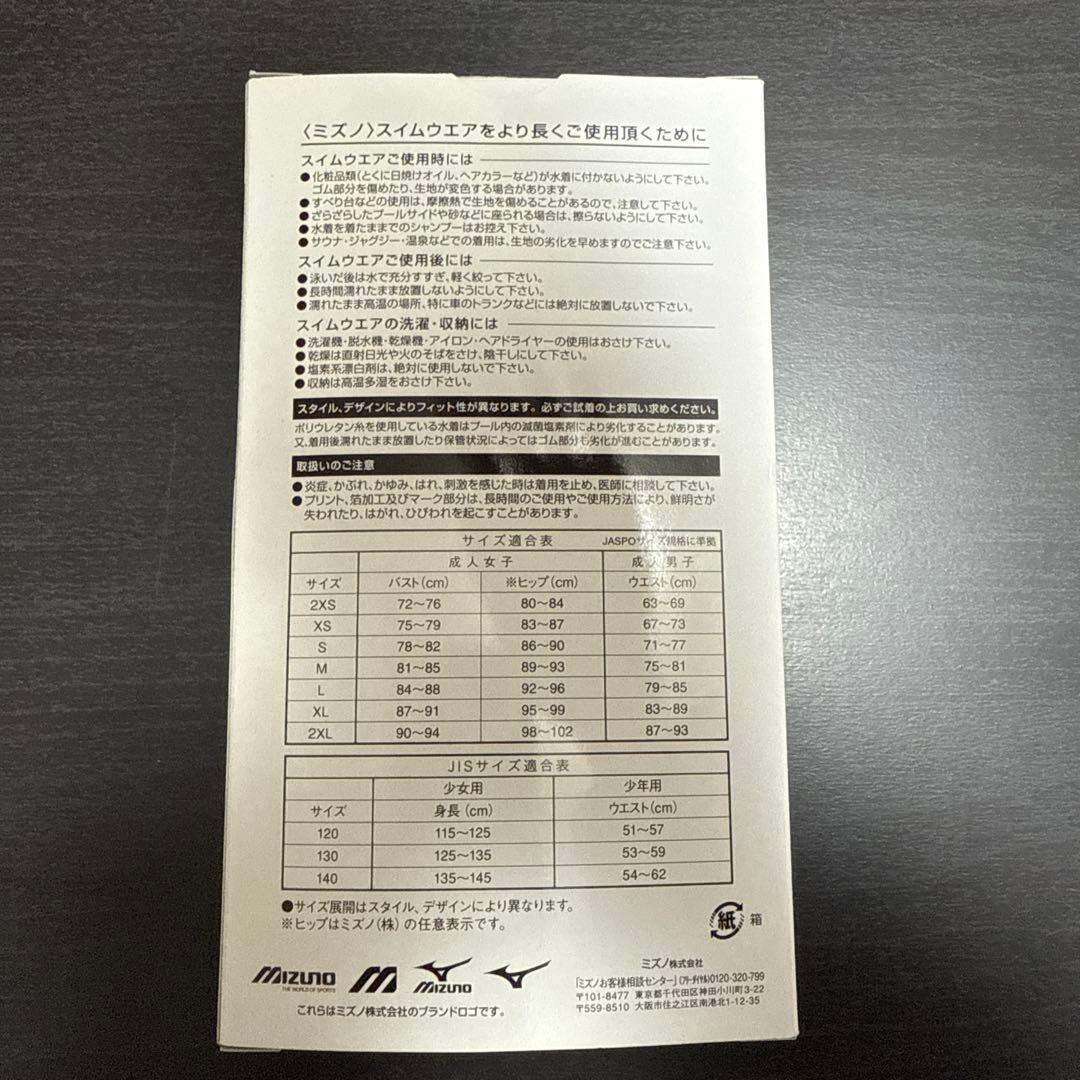 〈ミズノ〉スイムウエアをより長くご使用頂くために
スイムウエアご使用時には
●化粧品類(とくに日焼けオイル、ヘアカラーなど)が水着に付かないようにして下さい。
ゴム部分を傷めたり、生地が変色する場合があります。
●すべり台などの使用は、摩擦熱で生地を傷めることがあるので、注意して下さい。
●ざらざらしたプールサイドや砂などに座られる場合は、擦らないようにして下さい。
●水着を着たままでのシャンプーはお控え下さい。
●サウナ・ジャグジー・温泉などでの着用は、生地の劣化を早めますのでご注意下さい。
スイムウエアご使用後には
●泳いだ後は水で充分すすぎ、軽く絞って下さい。
●長時間濡れたまま放置しないようにして下さい。
●濡れたまま高温の場所、特に車のトランクなどには絶対に放置しないで下さい。
スイムウエアの洗濯・収納には
●洗濯機・脱水機・乾燥機・アイロン・ヘアドライヤーの使用はおさけ下さい。
●乾燥は直射日光や火のそばをさけ、陰干しにして下さい。
●塩素系漂白剤は、絶対に使用しないで下さい。
●収納は高温多湿をおさけ下さい。
スタイル、デザインによりフィット性が異なります。必ずご試着の上お買い求めください。
ポリウレタン糸を使用している水着はプール内の滅菌塩素剤により劣化することがあります。
又、着用後濡れたまま放置したり保管状況によってはゴム部分も劣化が進むことがあります。
取扱いのご注意
●炎症、かぶれ、かゆみ、はれ、刺激を感じた時は着用を止め、医師に相談して下さい。
●プリント、箔加工及びマーク部分は、長時間のご使用やご使用方法により、鮮明さが
失われたり、はがれ、ひびわれを起こすことがあります。
サイズ適合表 JASPOサイズ規格に準拠
成人女子 成人男子
サイズ バスト(cm) ※ヒップ(cm) ウエスト(cm)
2XS 72〜76 80〜84 63〜69
XS 75〜79 83〜87 67〜73
S 78〜82 86〜90 71〜77
M 81〜85 89〜93 75〜81
L 84〜88 92〜96 79〜85
XL 87〜91 95〜99 83〜89
2XL 90〜94 98〜102 87〜93
JISサイズ適合表
少女用 少年用
サイズ 身長(cm) ウエスト(cm)
120 115〜125 51〜57
130 125〜135 53〜59
140 135〜145 54〜62
●サイズ展開はスタイル、デザインにより異なります。
※ヒップはミズノ(株)の任意表示です。
紙 箱
MIZUNO
THE WORLD OF SPORTS
MIZUNO
これらはミズノ株式会社のブランドロゴです。
ミズノ株式会社
「ミズノお客様相談センター」(フリーダイヤル)0120-320-799
〒101-8477 東京都千代田区神田小川町3-22
〒559-8510 大阪市住之江区南港北1-12-35